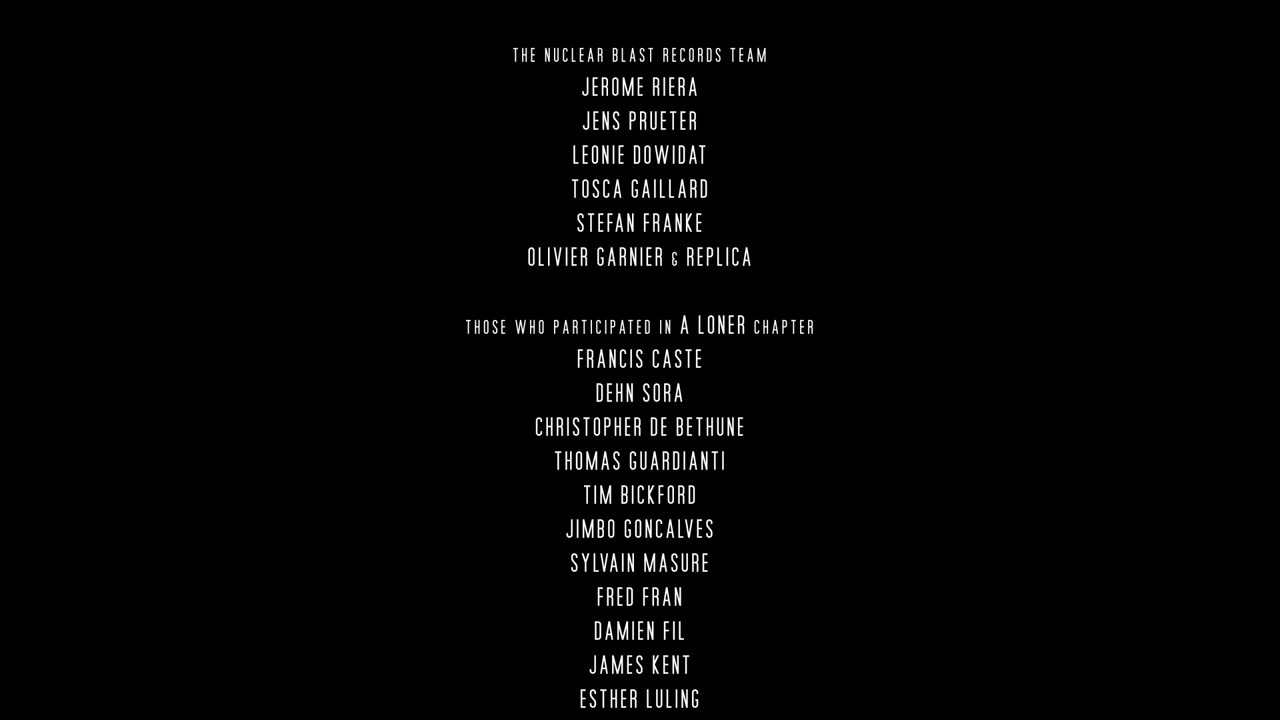 THE NUCLEAR BLAST RECORDS TEAM
JEROME RIERA
JENS PRUETER
LEONIE DOWIDAT
TOSCA GAILLARD
STEFAN FRANKE
OLIVIER GARNIER & REPLICA
THOSE WHO PARTICIPATED IN A LONER CHAPTER
FRANCIS CASTE
DEHN SORA
CHRISTOPHER DE BETHUNE
THOMAS GUARDIANTI
TIM BICKFORD
JIMBO GONCALVES
SYLVAIN MASURE
FRED FRAN
DAMIEN FIL
JAMES KENT
ESTHER LULING